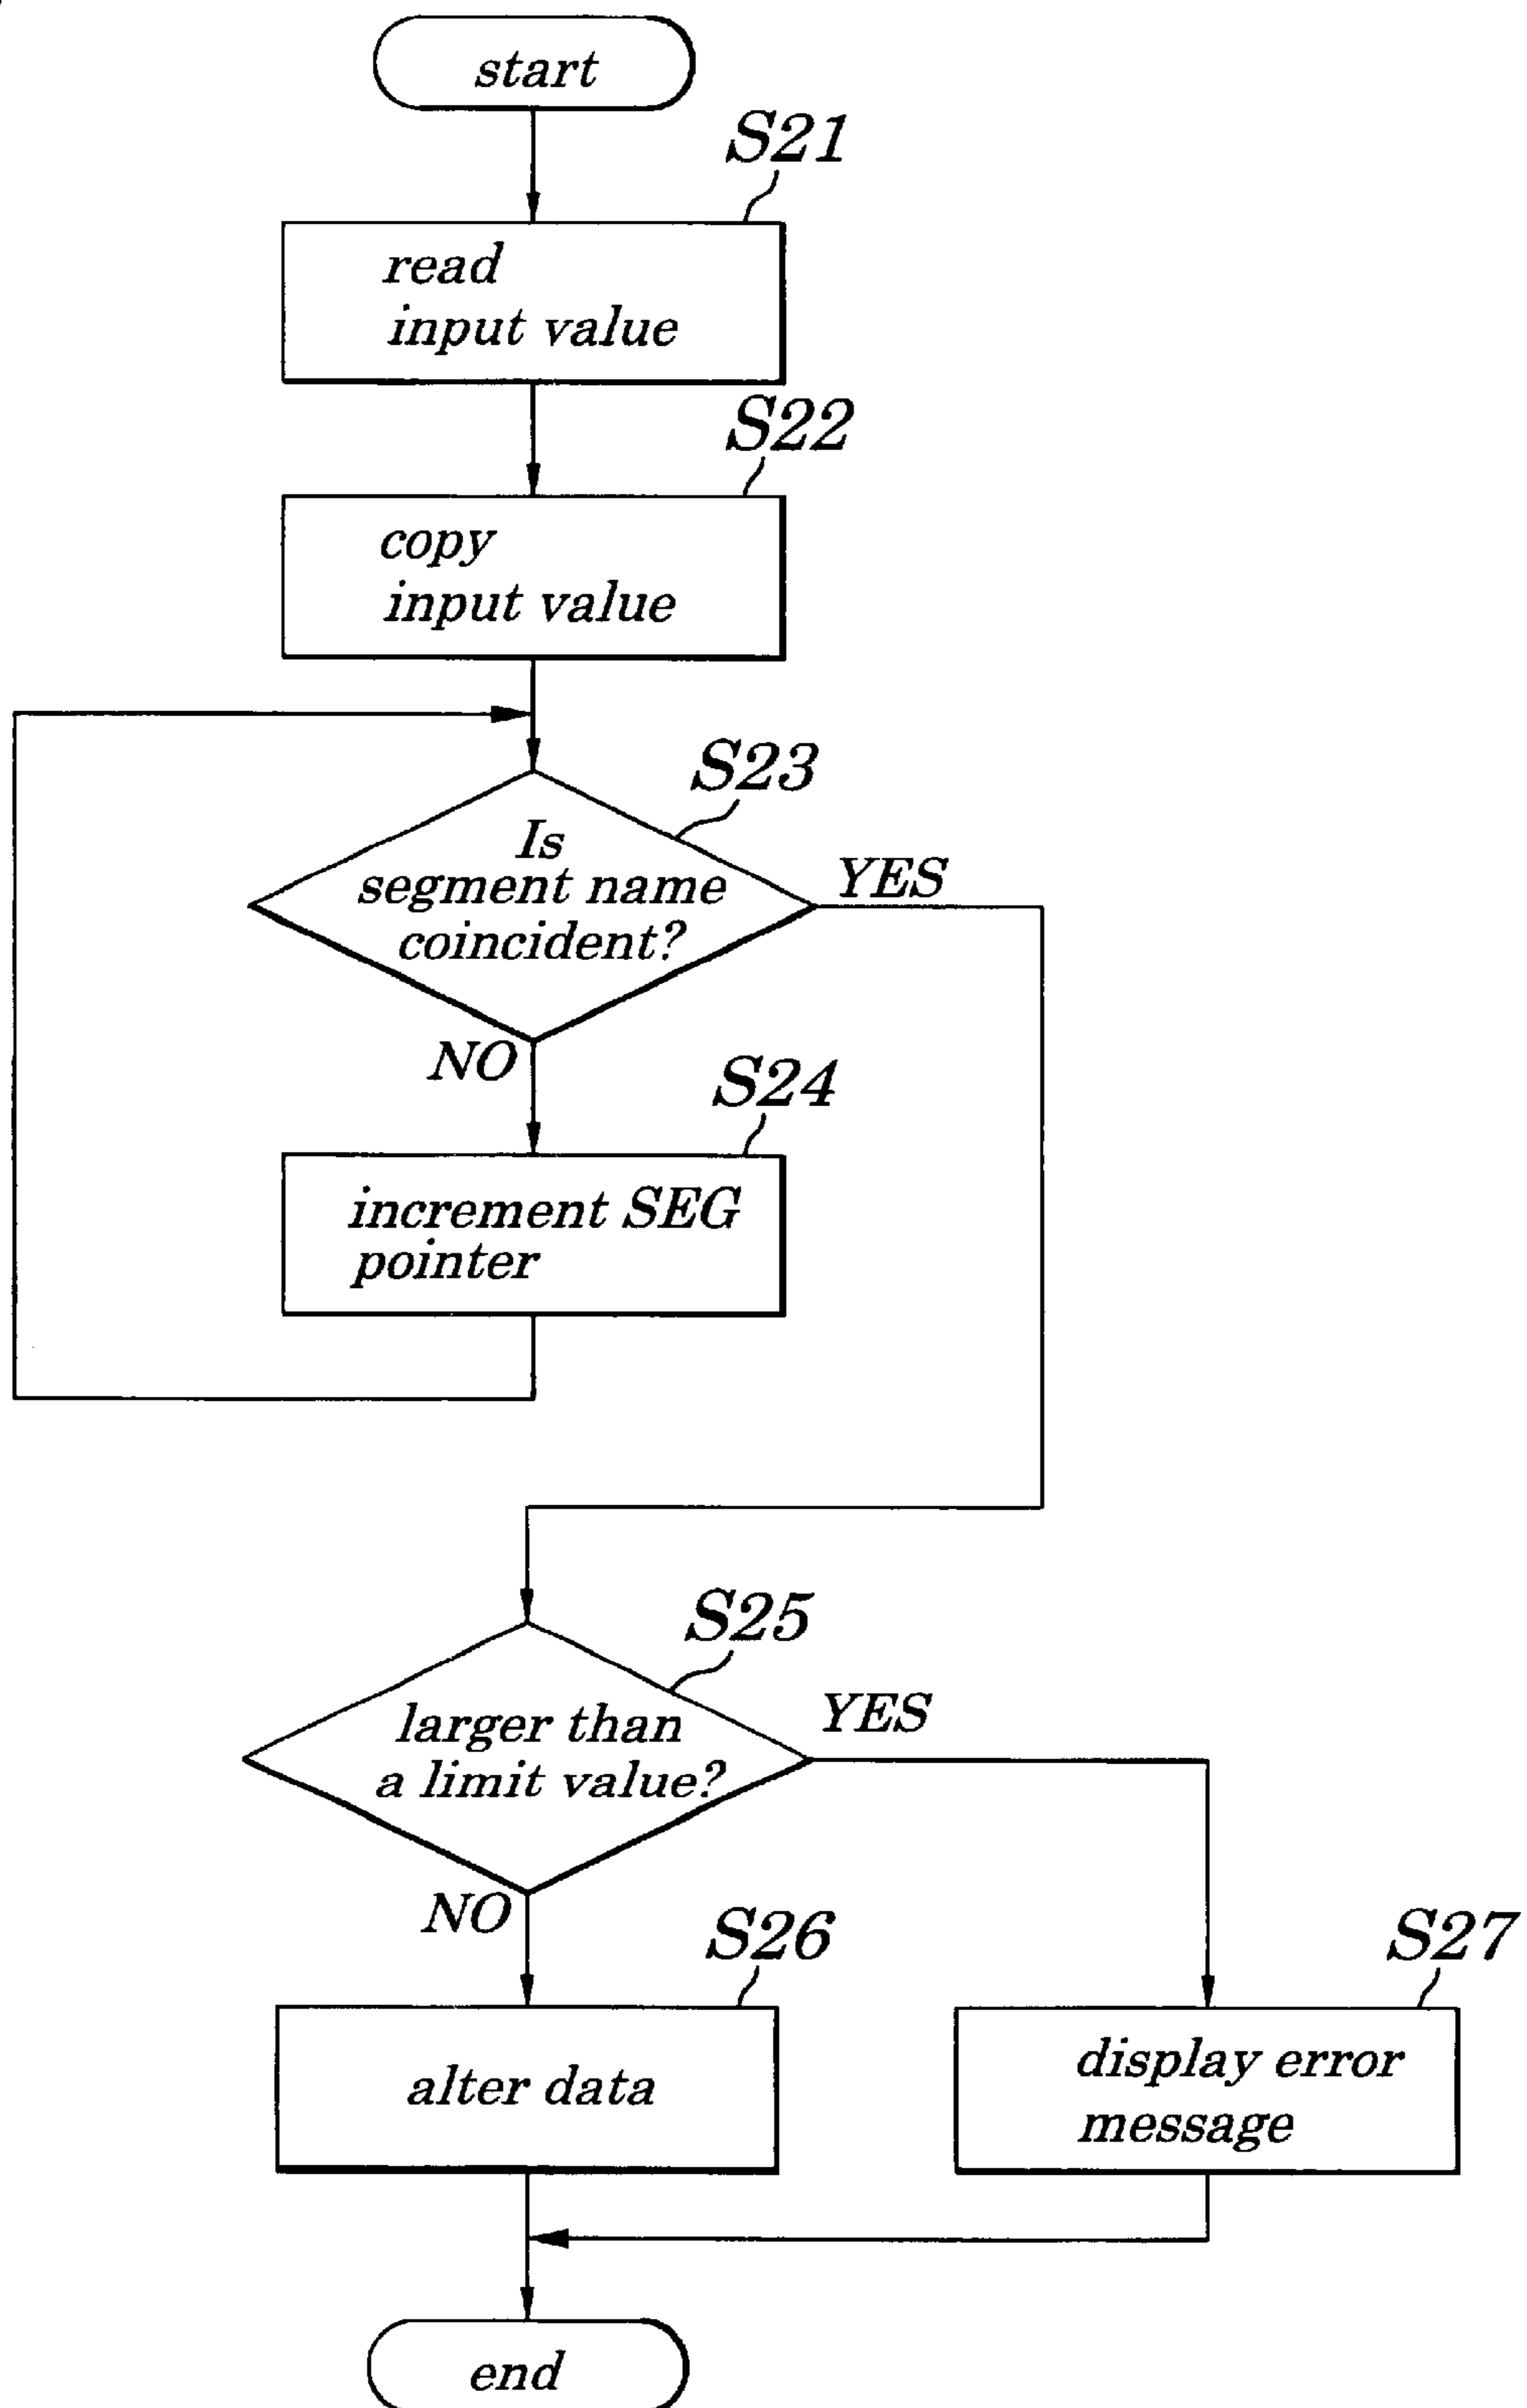 start
S21
read
input value
S22
copy
input value
S23
Is
segment name
coincident?
YES
NO
S24
increment SEG
pointer
S25
larger than
a limit value?
YES
NO
S26
alter data
S27
display error
message
end